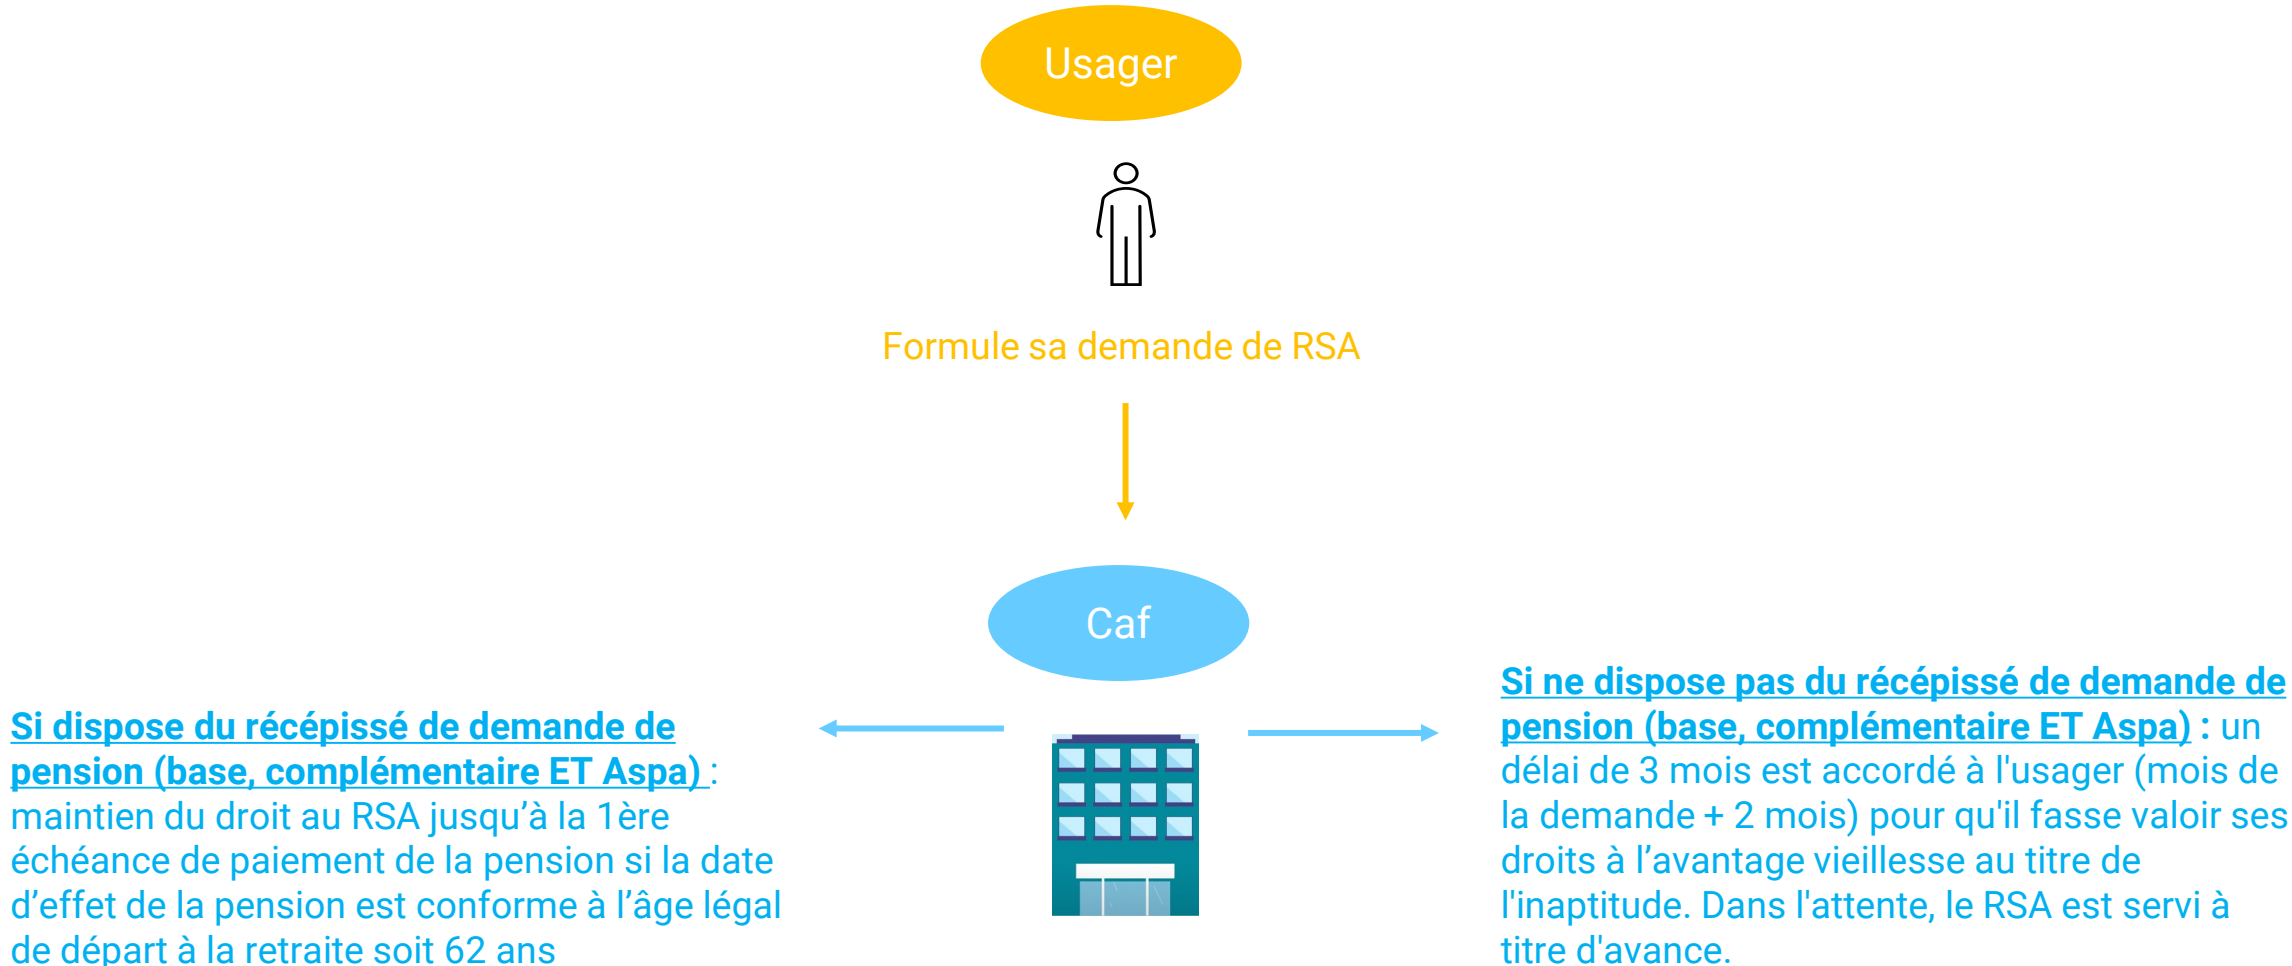 Usager
Formule sa demande de RSA
Caf
Si dispose du récépissé de demande de
pension (base, complémentaire ET Aspa) :
maintien du droit au RSA jusqu’à la 1ère
échéance de paiement de la pension si la date
d’effet de la pension est conforme à l’âge légal
de départ à la retraite soit 62 ans
Si ne dispose pas du récépissé de demande de
pension (base, complémentaire ET Aspa) : un
délai de 3 mois est accordé à l'usager (mois de
la demande + 2 mois) pour qu'il fasse valoir ses
droits à l’avantage vieillesse au titre de
l'inaptitude. Dans l'attente, le RSA est servi à
titre d'avance.